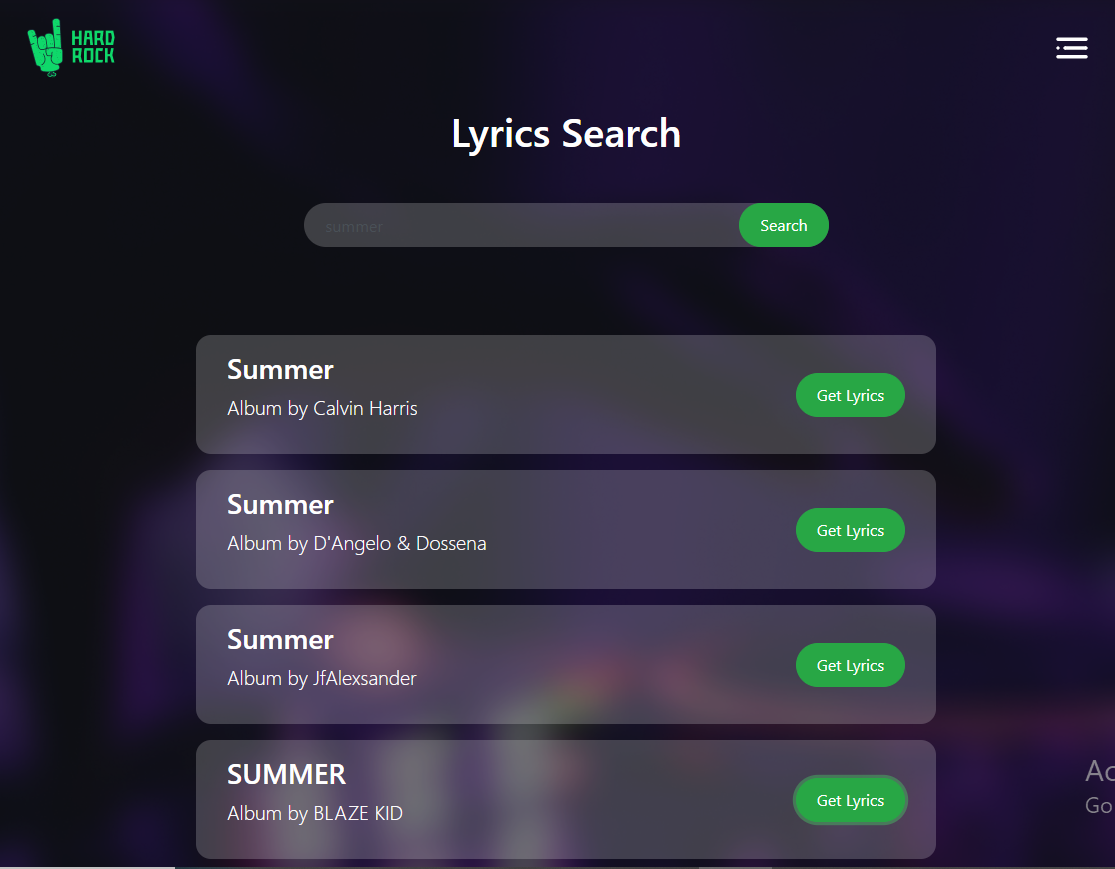 HARD
ROCK
Lyrics Search
summer
Search
Summer
Album by Calvin Harris
Get Lyrics
Summer
Album by D'Angelo & Dossena
Get Lyrics
Summer
Album by JfAlexsander
Get Lyrics
SUMMER
Album by BLAZE KID
Get Lyrics
Go